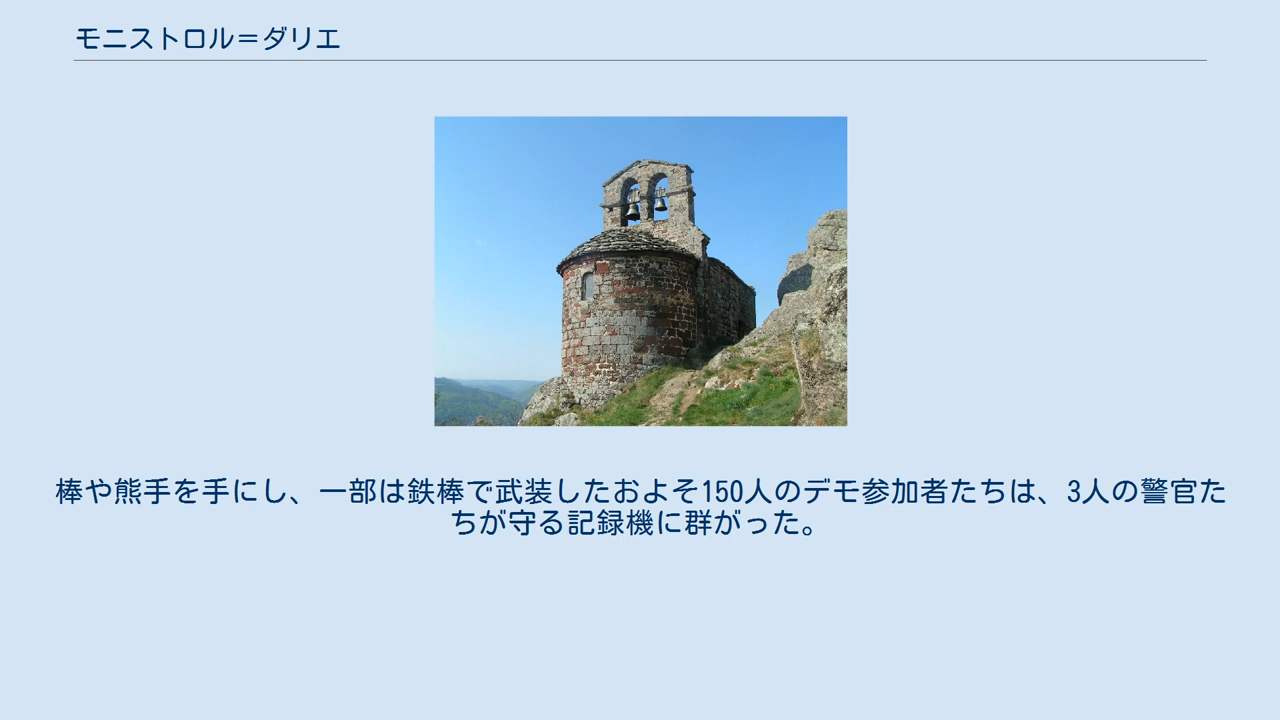 モニストロル＝ダリエ
棒や熊手を手にし、一部は鉄棒で武装したおよそ150人のデモ参加者たちは、3人の警官た
ちが守る記録機に群がった。